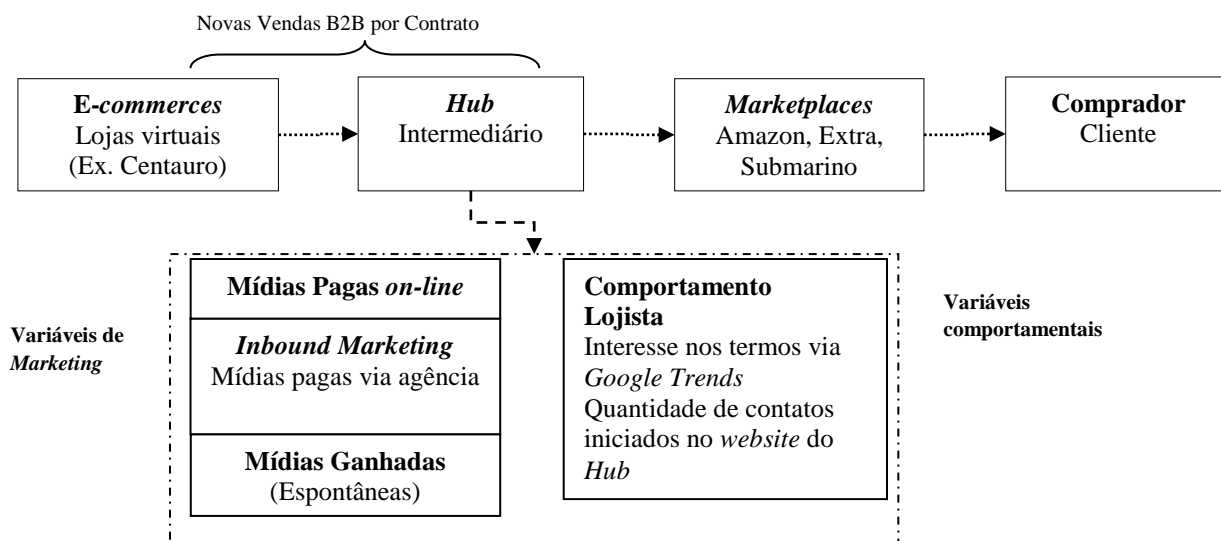 Novas Vendas B2B por Contrato
E-commerces
Lojas virtuais
(Ex. Centauro)
Hub
Intermediário
Marketplaces
Amazon, Extra,
Submarino
Comprador
Cliente
Variáveis de
Marketing
Mídias Pagas on-line
Inbound Marketing
Mídias pagas via agência
Mídias Ganhadas
(Espontâneas)
Comportamento
Lojista
Interesse nos termos via
Google Trends
Quantidade de contatos
iniciados no website do
Hub
Variáveis
comportamentais